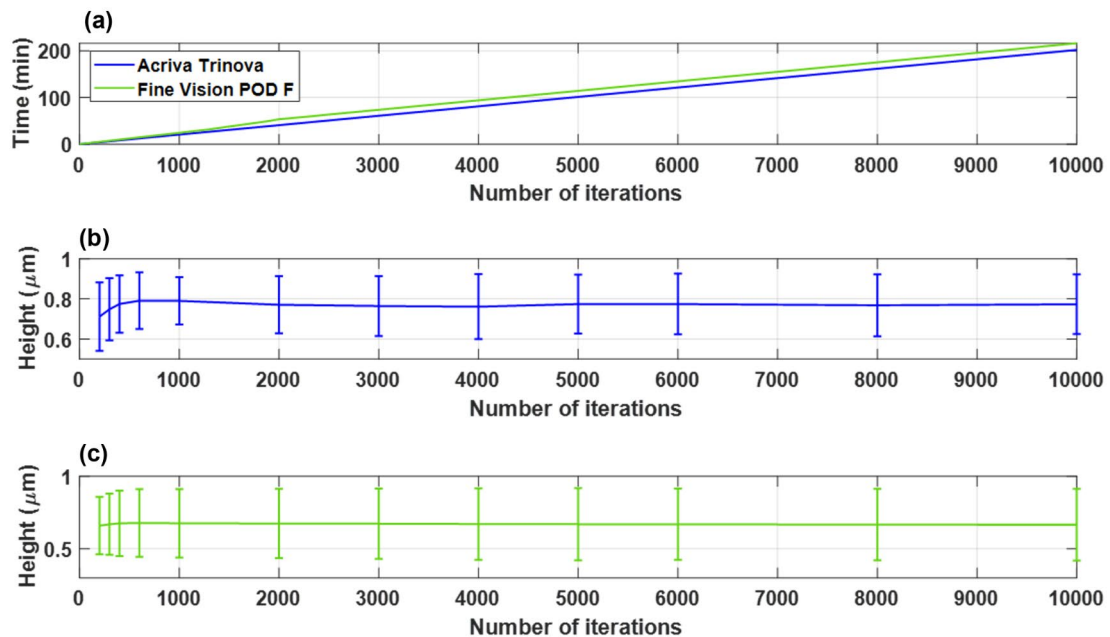 (a)
Time (min)
200
100
0
Acriva Trinova
Fine Vision POD F
0 1000 2000 3000 4000 5000 6000 7000 8000 9000 10000
Number of iterations
(b)
Height (μm)
1
0.8
0.6
0 1000 2000 3000 4000 5000 6000 7000 8000 9000 10000
Number of iterations
(c)
Height (μm)
1
0.5
0 1000 2000 3000 4000 5000 6000 7000 8000 9000 10000
Number of iterations